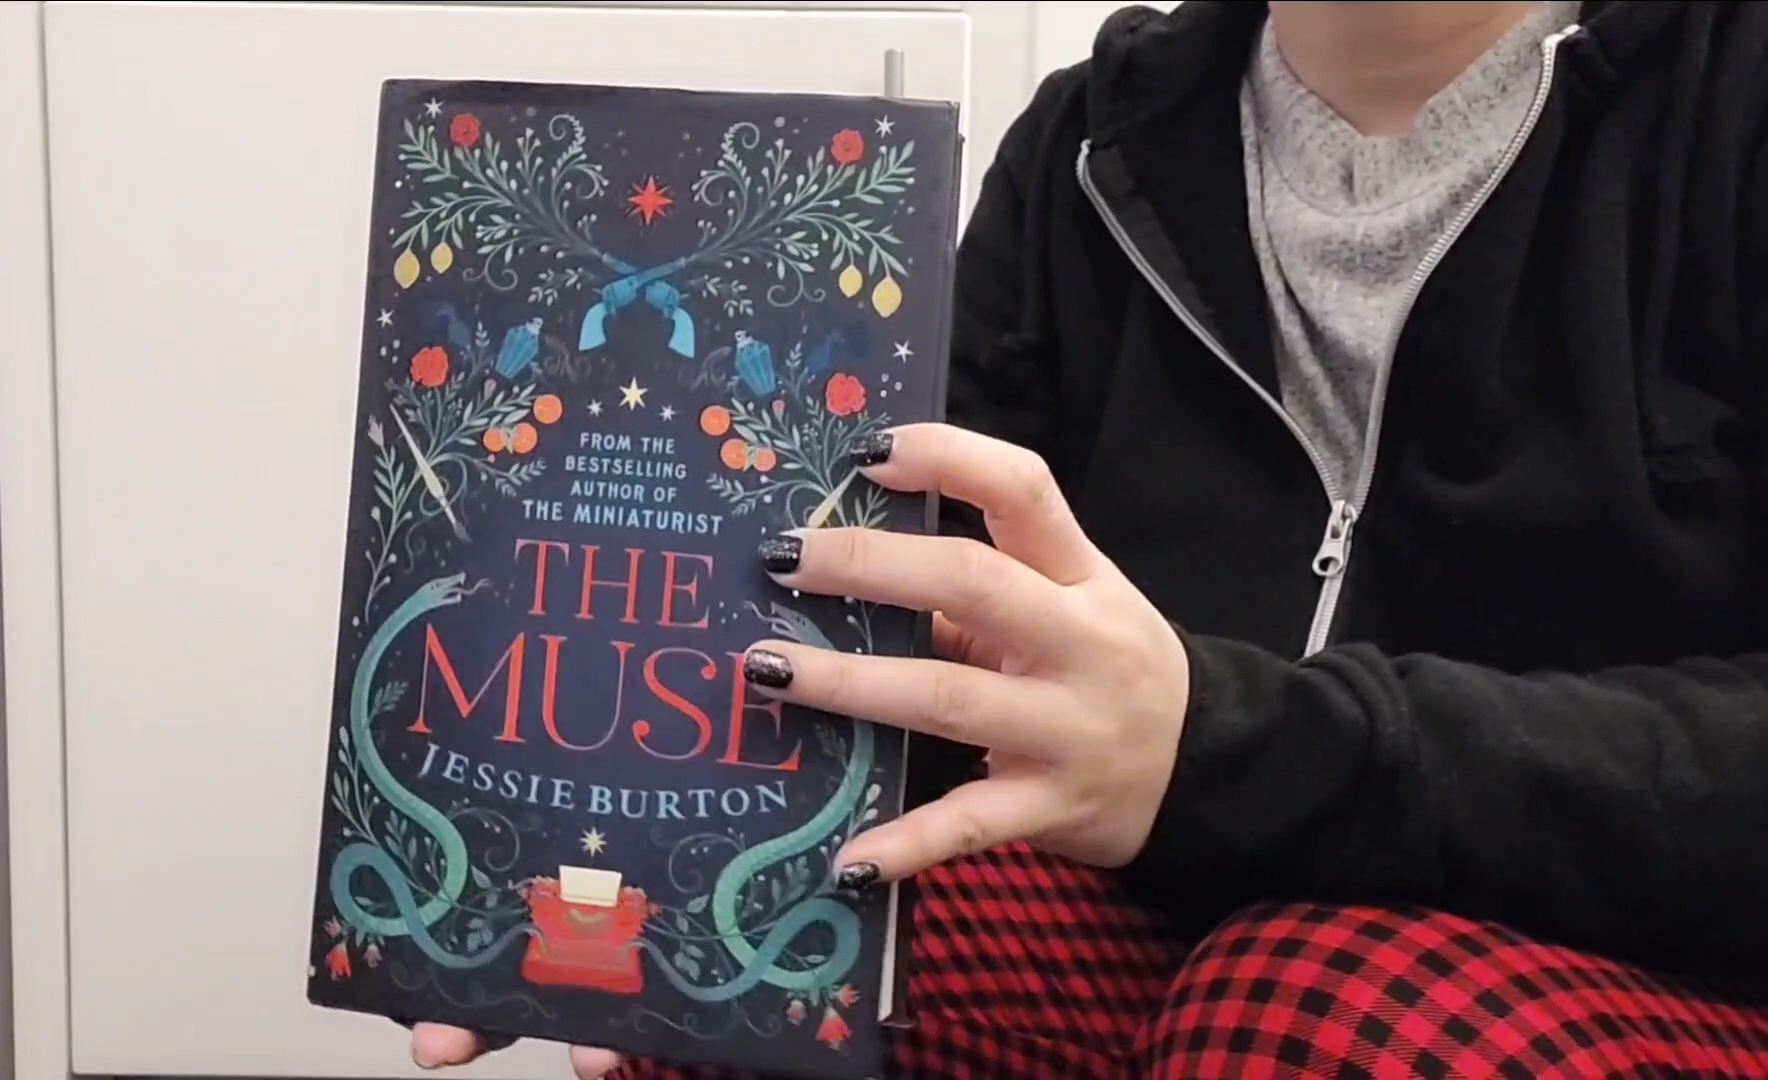 FROM THE
BESTSELLING
AUTHOR OF
THE MINIATURIST
THE
MUSE
JESSIE BURTON